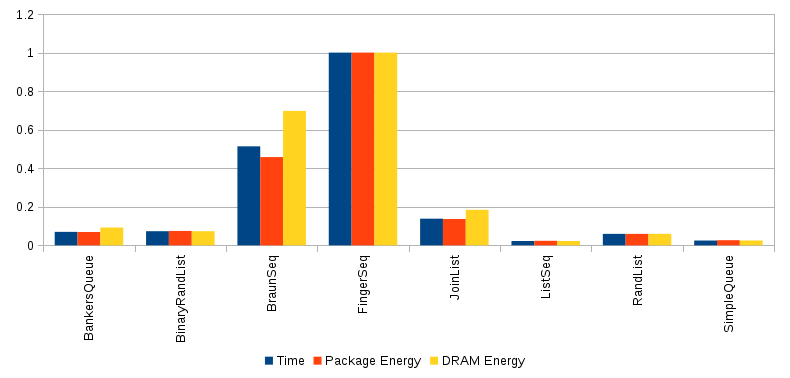 1.2
1
0.8
0.6
0.4
0.2
0
BankersQueue
BinaryRandList
BraunSeq
FingerSeq
JoinList
ListSeq
RandList
SimpleQueue
Time Package Energy DRAM Energy